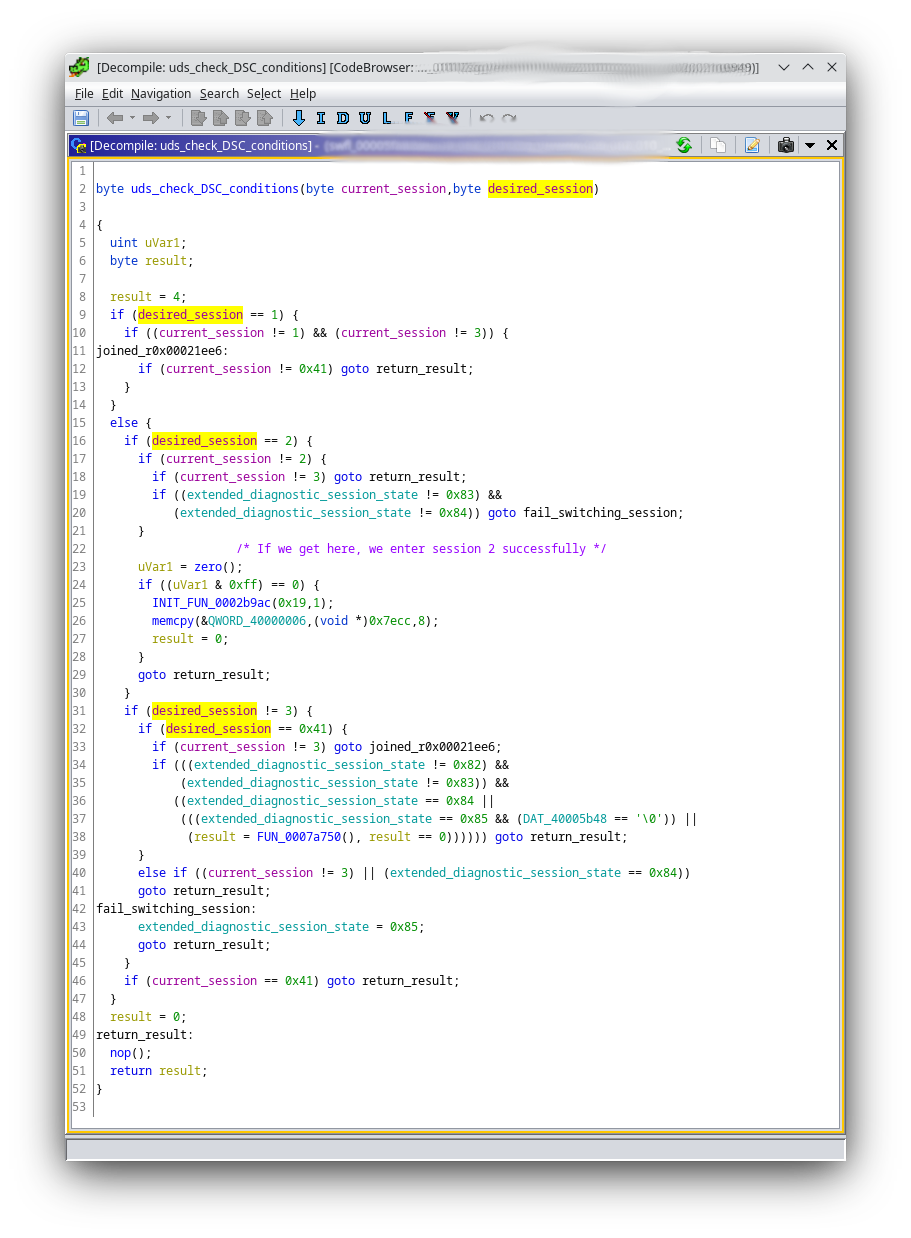 [Decompile: uds_check_DSC_conditions] [CodeBrowser: ...
File Edit Navigation Search Select Help
I D U L F F V
[Decompile: uds_check_DSC_conditions] -
1
2 byte uds_check_DSC_conditions(byte current_session,byte desired_session)
3
4 {
5 uint uVar1;
6 byte result;
7
8 result = 4;
9 if (desired_session == 1) {
10 if ((current_session != 1) && (current_session != 3)) {
11 joined_r0x00021ee6:
12 if (current_session != 0x41) goto return_result;
13 }
14 }
15 else {
16 if (desired_session == 2) {
17 if (current_session != 2) {
18 if (current_session != 3) goto return_result;
19 if ((extended_diagnostic_session_state != 0x83) &&
20 (extended_diagnostic_session_state != 0x84)) goto fail_switching_session;
21 }
22 /* If we get here, we enter session 2 successfully */
23 uVar1 = zero();
24 if ((uVar1 & 0xff) == 0) {
25 INIT_FUN_0002b9ac(0x19,1);
26 memcpy(&QWORD_40000006,(void *)0x7ecc,8);
27 result = 0;
28 }
29 goto return_result;
30 }
31 if (desired_session != 3) {
32 if (desired_session == 0x41) {
33 if (current_session != 3) goto joined_r0x00021ee6;
34 if (((extended_diagnostic_session_state != 0x82) &&
35 (extended_diagnostic_session_state != 0x83)) &&
36 ((extended_diagnostic_session_state == 0x84 ||
37 (((extended_diagnostic_session_state == 0x85 && (DAT_40005b48 == '\0')) ||
38 (result = FUN_0007a750(), result == 0)))))) goto return_result;
39 }
40 else if ((current_session != 3) || (extended_diagnostic_session_state == 0x84))
41 goto return_result;
42 fail_switching_session:
43 extended_diagnostic_session_state = 0x85;
44 goto return_result;
45 }
46 if (current_session == 0x41) goto return_result;
47 }
48 result = 0;
49 return_result:
50 nop();
51 return result;
52 }
53